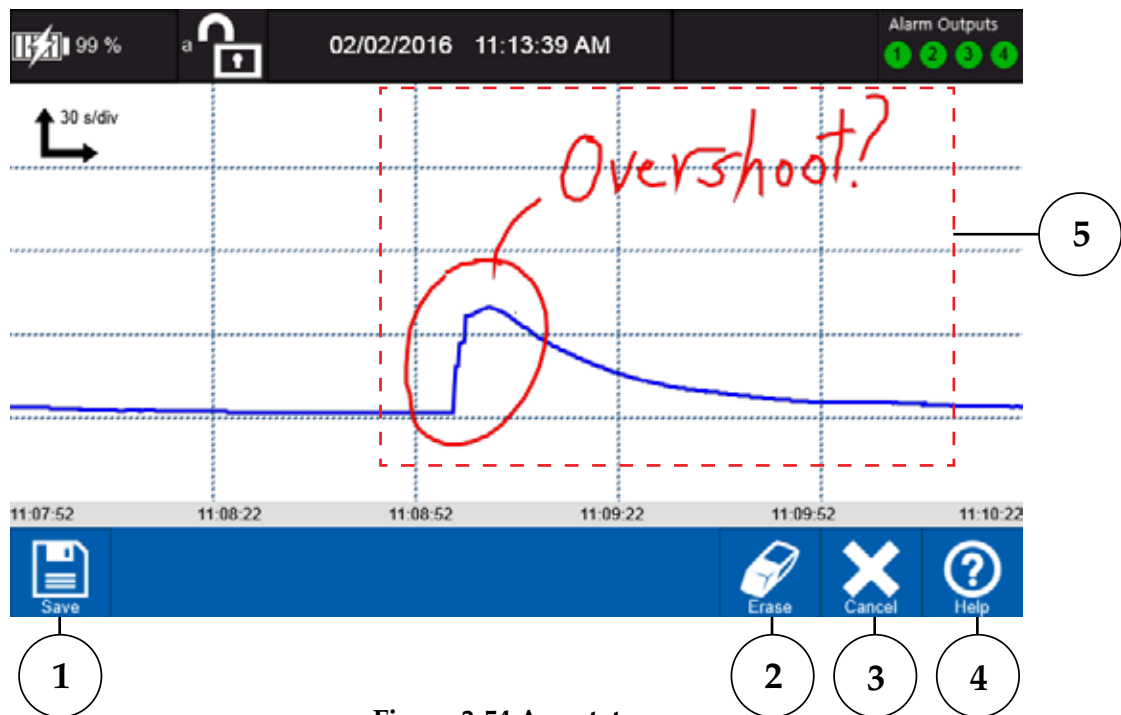 99 % a 02/02/2016 11:13:39 AM Alarm Outputs
1 2 3 4
30 s/div
Overshoot?
5
11:07:52 11:08:22 11:08:52 11:09:22 11:09:52 11:10:22
Save Erase Cancel Help
1 2 3 4